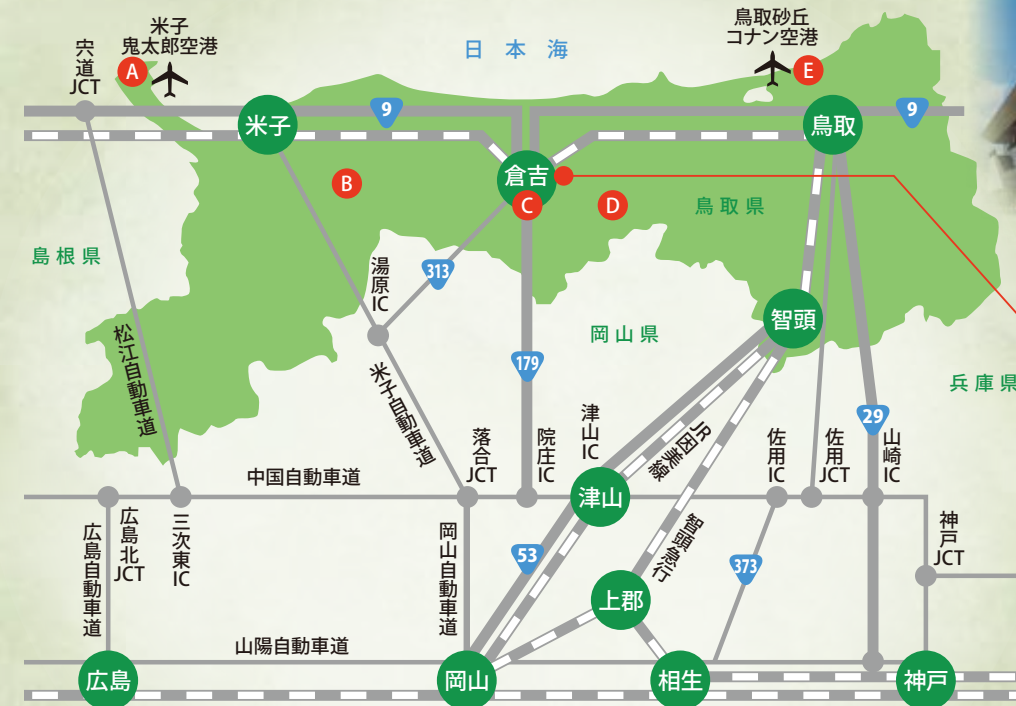 米子
鬼太郎空港
鳥取砂丘
コナン空港
日本海
宍道
JCT
A
E
9
9
米子
鳥取
倉吉
B
C
D
鳥取県
島根県
湯原
IC
313
智頭
岡山県
兵庫県
松江自動車道
米子自動車道
179
津山
IC
JR因美線
29
落合
JCT
院庄
IC
佐用
IC
佐用
JCT
山崎
IC
中国自動車道
津山
広島北
JCT
三次東
IC
神戸
JCT
広島自動車道
岡山自動車道
53
智頭急行
373
上郡
山陽自動車道
広島
岡山
相生
神戸